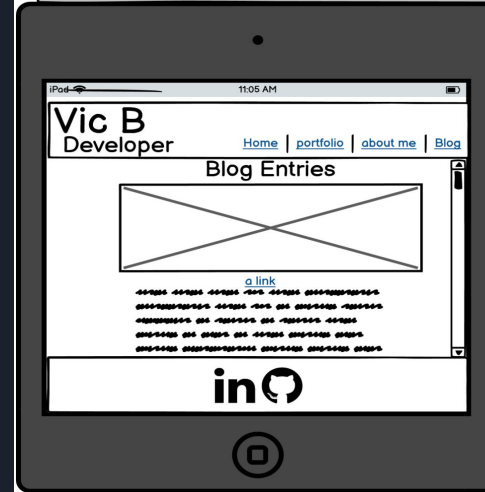 iPad 11:05 AM
Vic B
Developer
Home portfolio about me Blog
Blog Entries
a link
in